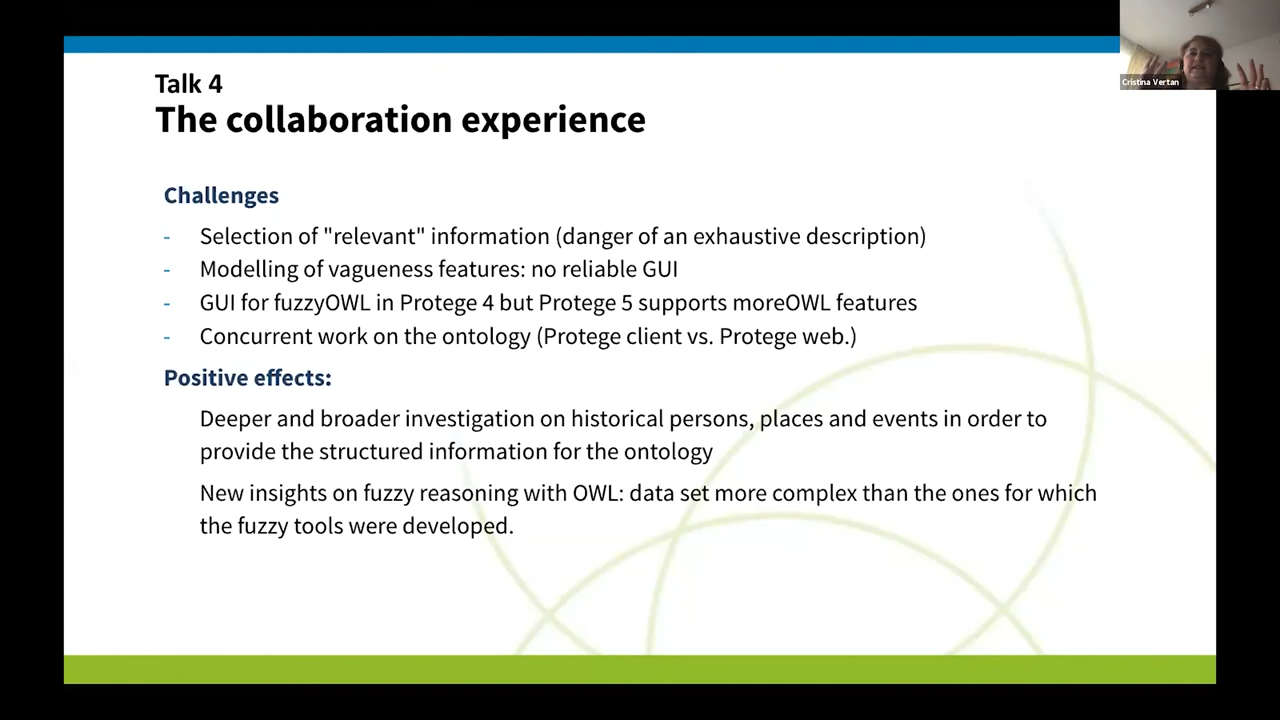 Cristina Vertan
Talk 4
The collaboration experience
Challenges
- Selection of "relevant" information (danger of an exhaustive description)
- Modelling of vagueness features: no reliable GUI
- GUI for fuzzyOWL in Protege 4 but Protege 5 supports moreOWL features
- Concurrent work on the ontology (Protege client vs. Protege web.)
Positive effects:
Deeper and broader investigation on historical persons, places and events in order to
provide the structured information for the ontology
New insights on fuzzy reasoning with OWL: data set more complex than the ones for which
the fuzzy tools were developed.